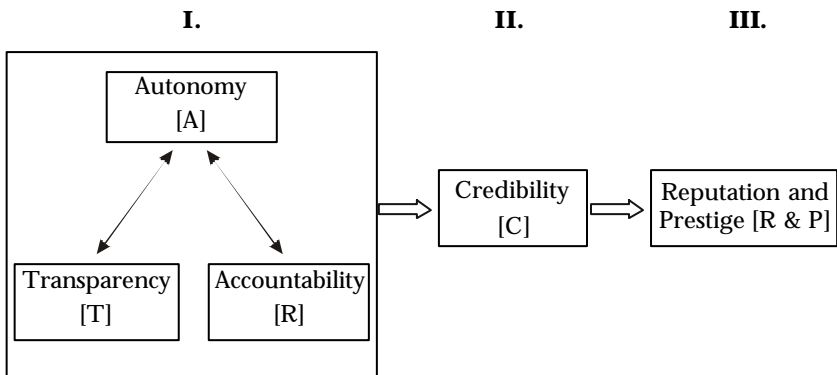 I. II. III.
Autonomy
[A]
Transparency
[T]
Accountability
[R]
Credibility
[C]
Reputation and
Prestige [R & P]